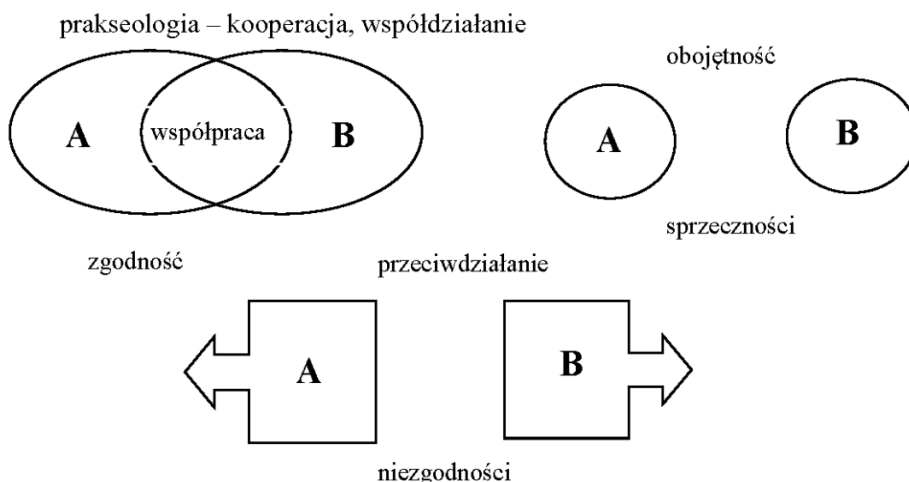 prakseologia – kooperacja, współdziałanie
obojętność
A
współpraca
B
A
B
sprzeczności
zgodność
przeciwdziałanie
A
B
niezgodności